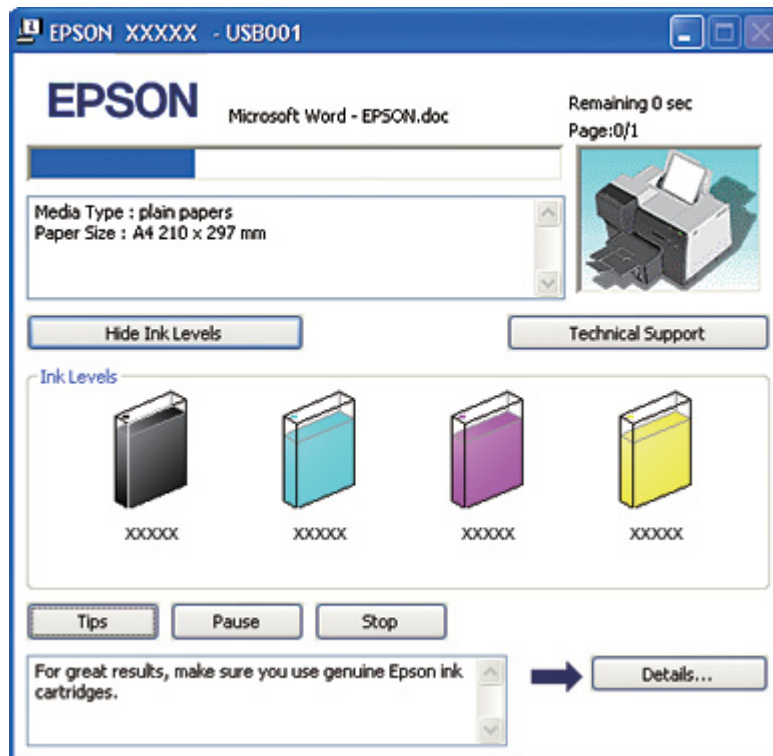 EPSON XXXXX - USB001
EPSON
Microsoft Word - EPSON.doc
Remaining 0 sec
Page:0/1
Media Type : plain papers
Paper Size : A4 210 x 297 mm
Hide Ink Levels
Technical Support
Ink Levels
XXXXX XXXXX XXXXX XXXXX
Tips Pause Stop
For great results, make sure you use genuine Epson ink
cartridges.
Details...